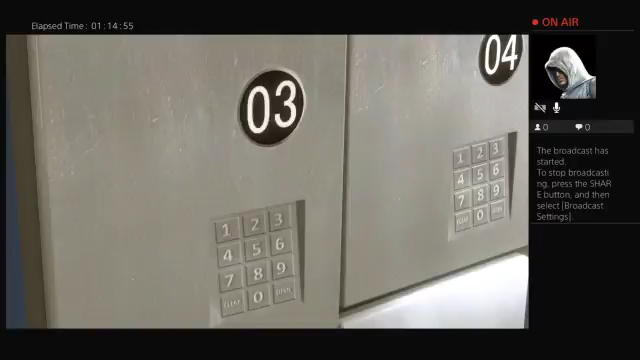 Elapsed Time : 01:14:55
ON AIR
03
04
1 2 3
4 5 6
7 8 9
CLEAR 0 OPEN
1 2 3
4 5 6
7 8 9
0
0 0
The broadcast has
started.
To stop broadcasti
ng, press the SHAR
E button, and then
select [Broadcast
Settings].